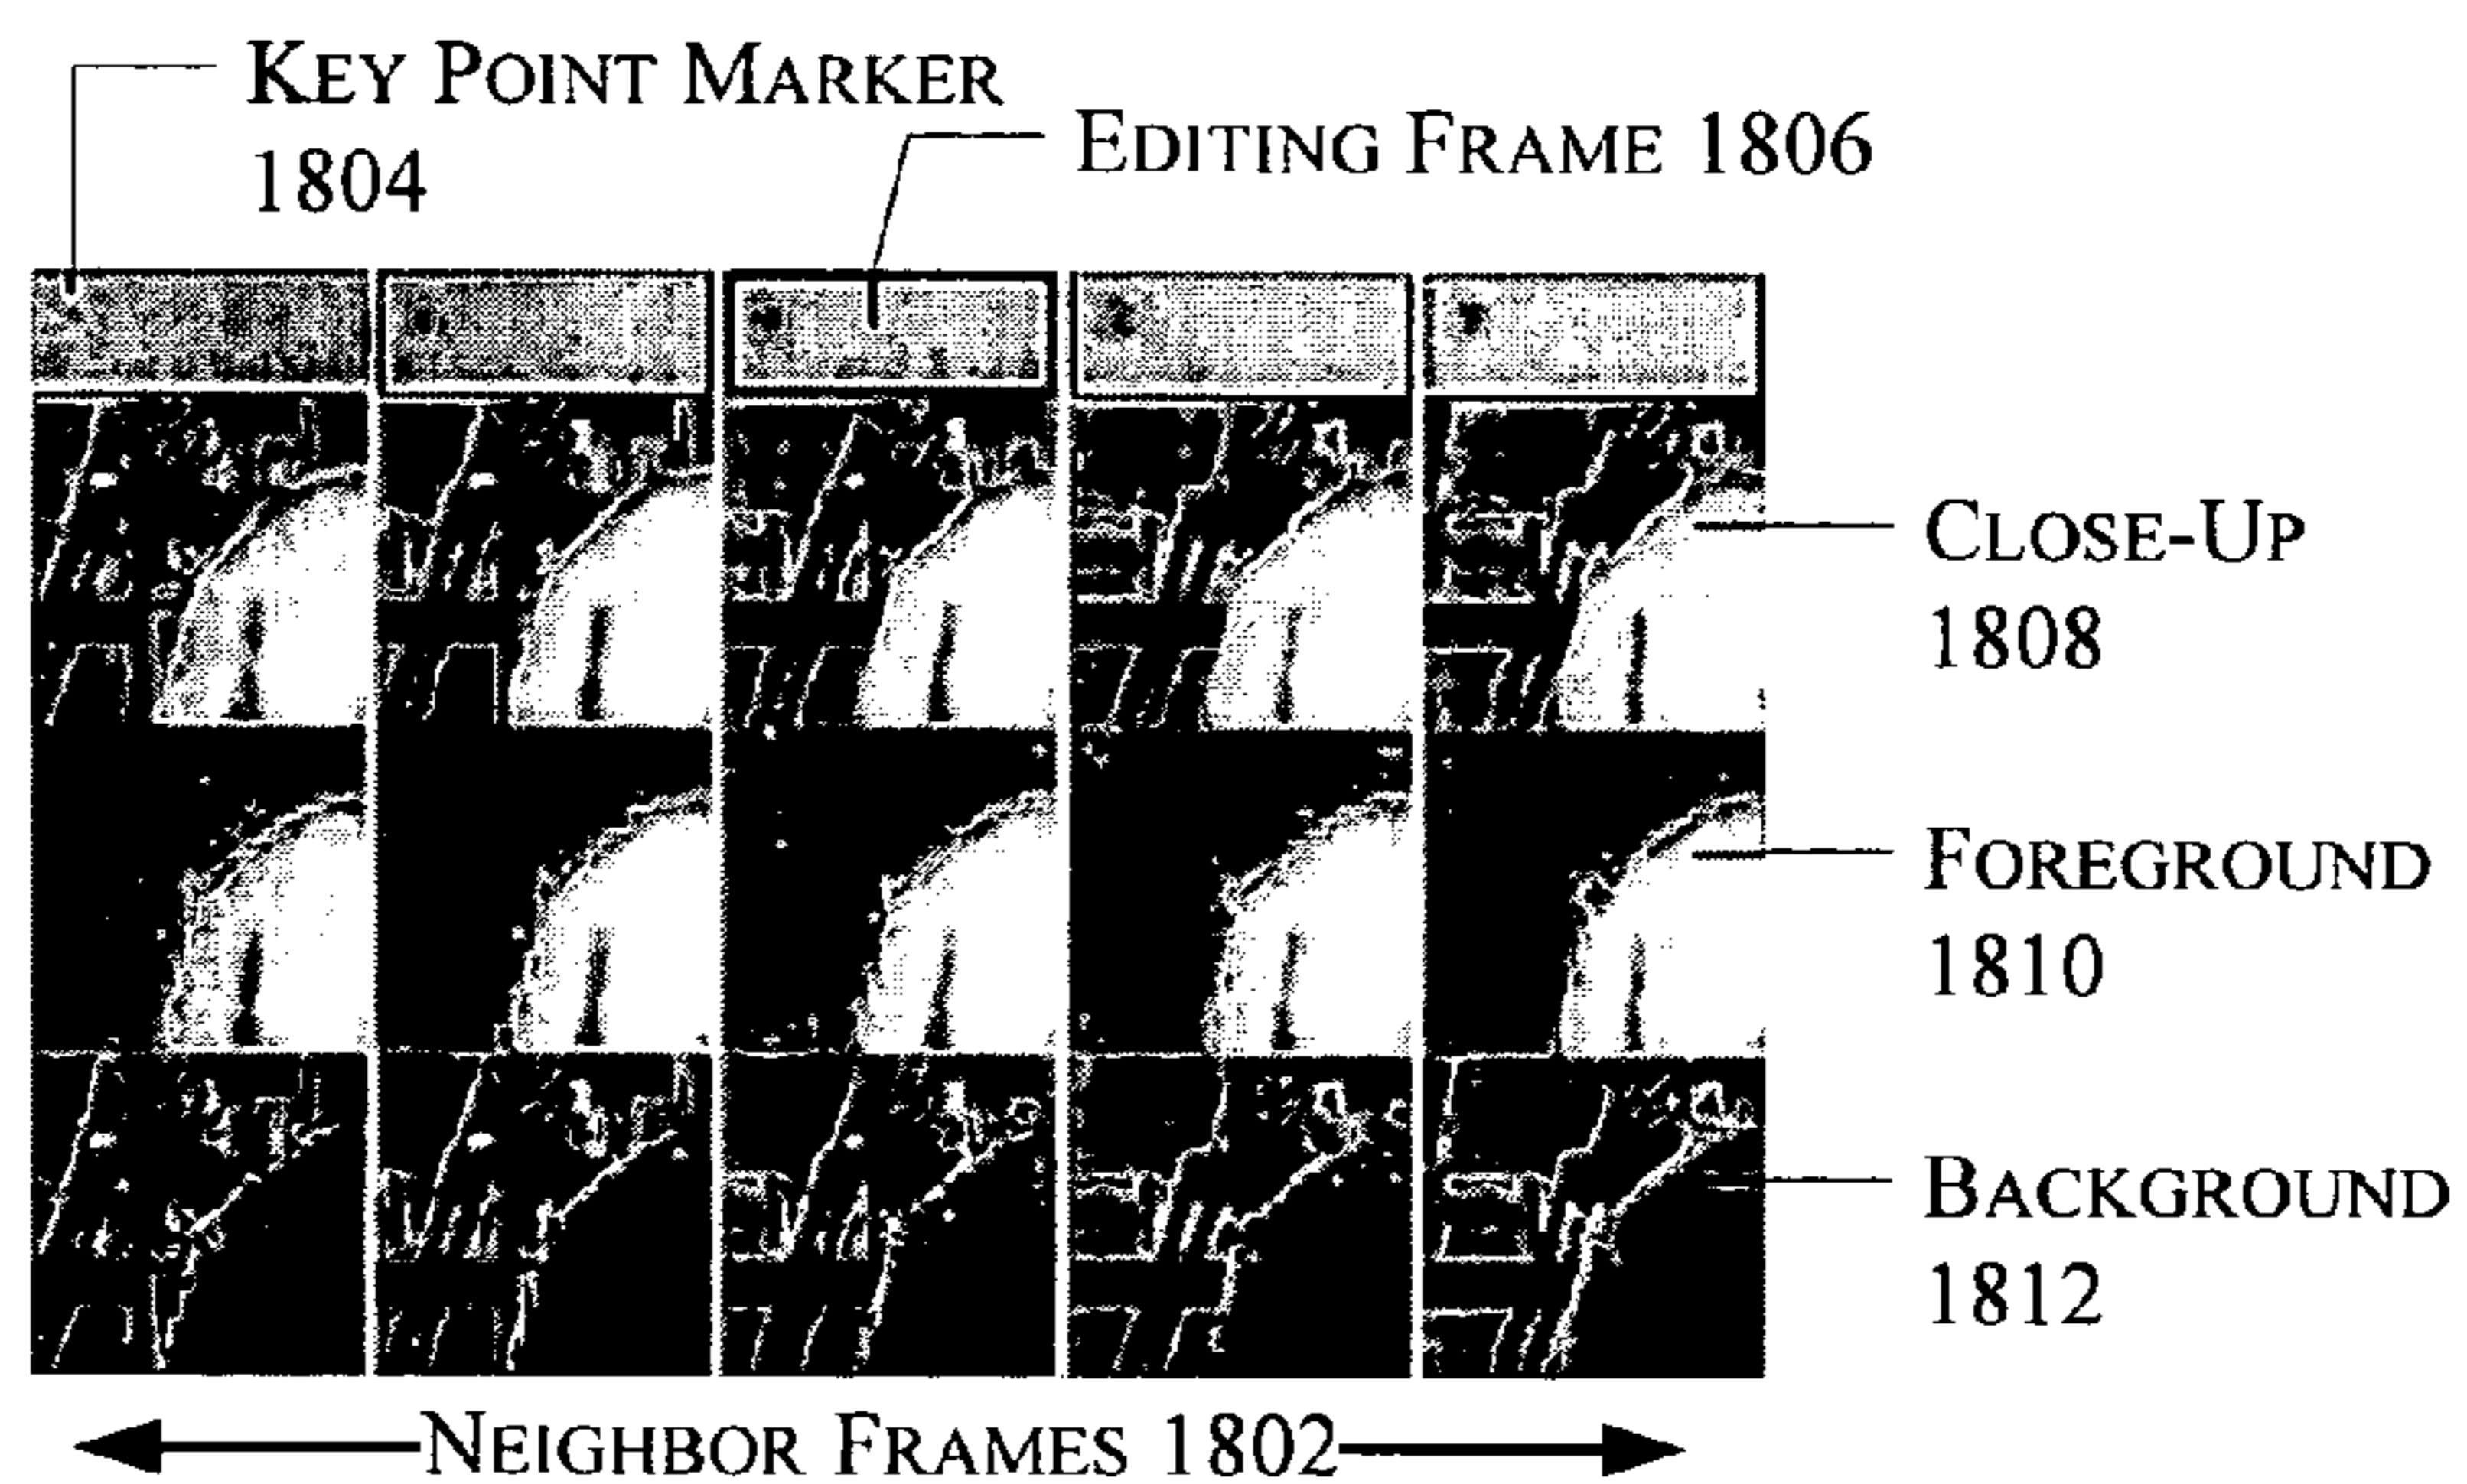 KEY POINT MARKER
1804
EDITING FRAME 1806
CLOSE-UP
1808
FOREGROUND
1810
BACKGROUND
1812
NEIGHBOR FRAMES 1802